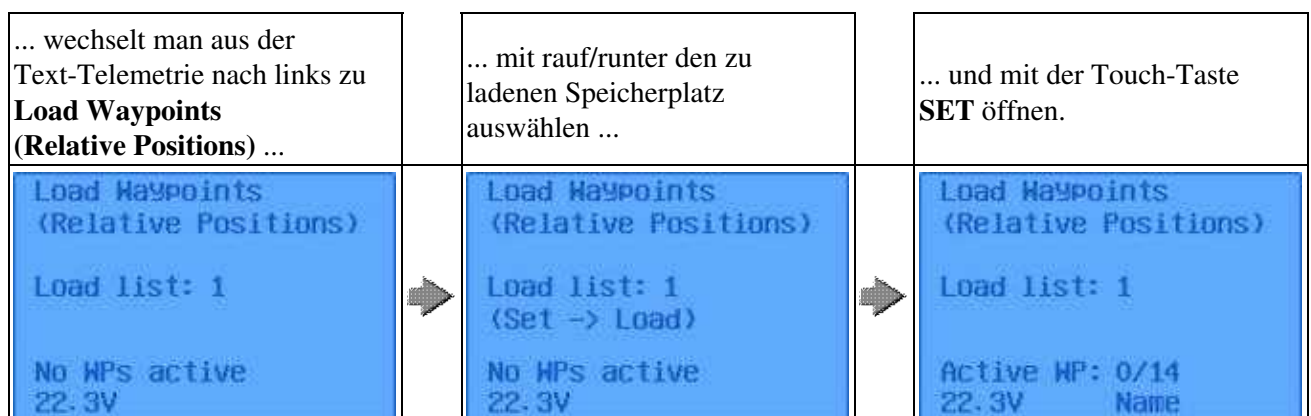 ... wechselt man aus der
Text-Telemetrie nach links zu
Load Waypoints
(Relative Positions) ...
... mit rauf/runter den zu
ladenen Speicherplatz
auswählen ...
... und mit der Touch-Taste
SET öffnen.
Load Waypoints
(Relative Positions)
Load list: 1
No WPs active
22.3V
Load Waypoints
(Relative Positions)
Load list: 1
(Set -> Load)
No WPs active
22.3V
Load Waypoints
(Relative Positions)
Load list: 1
Active WP: 0/14
22.3V Name